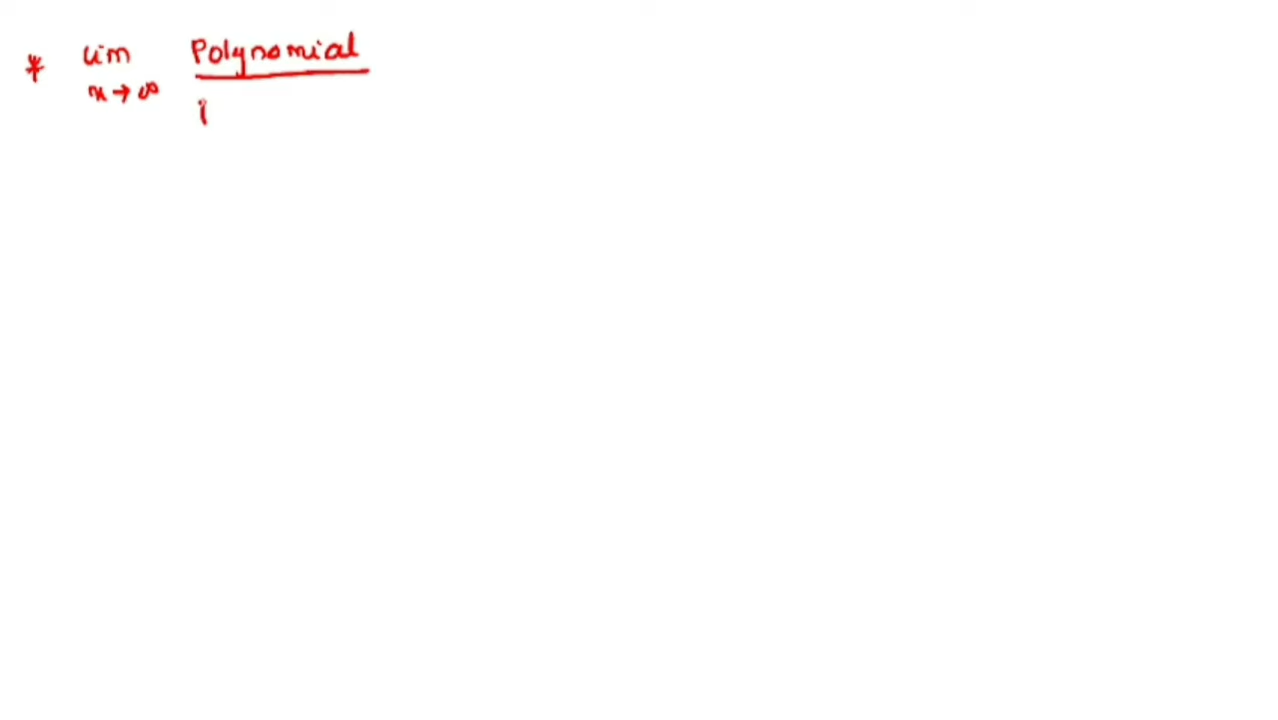 * lim Polynomial
x → ∞